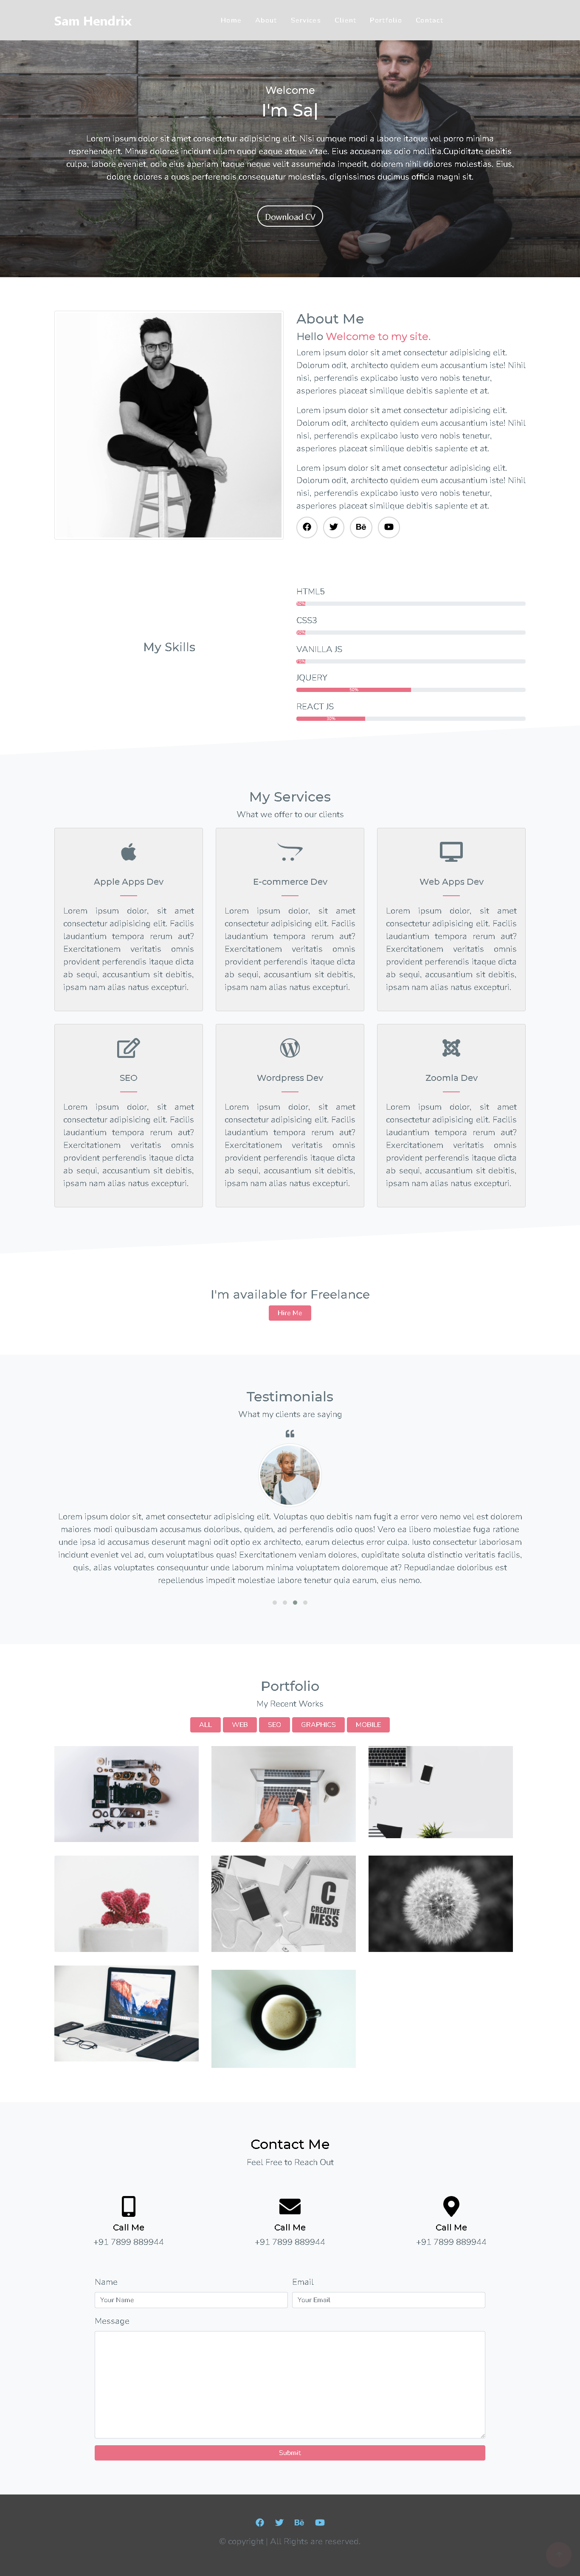 Sam Hendrix
Home About Services Client Portfolio Contact
Welcome
I'm Sa|
Lorem ipsum dolor sit amet consectetur adipisicing elit. Nisi cumque modi a labore itaque vel porro minima
reprehenderit. Minus dolores incidunt ullam quod eaque atque vitae. Eius accusamus odio mollitia.Cupiditate debitis
culpa, labore eveniet, odio eius aperiam itaque neque velit assumenda impedit, dolorem nihil dolores molestias. Eius,
dolore dolores a quos perferendis consequatur molestias, dignissimos ducimus officia magni sit.
Download CV
About Me
Hello Welcome to my site.
Lorem ipsum dolor sit amet consectetur adipisicing elit.
Dolorum odit, architecto quidem eum accusantium iste! Nihil
nisi, perferendis explicabo iusto vero nobis tenetur,
asperiores placeat similique debitis sapiente et at.
Lorem ipsum dolor sit amet consectetur adipisicing elit.
Dolorum odit, architecto quidem eum accusantium iste! Nihil
nisi, perferendis explicabo iusto vero nobis tenetur,
asperiores placeat similique debitis sapiente et at.
Lorem ipsum dolor sit amet consectetur adipisicing elit.
Dolorum odit, architecto quidem eum accusantium iste! Nihil
nisi, perferendis explicabo iusto vero nobis tenetur,
asperiores placeat similique debitis sapiente et at.
Bē
My Skills
HTML5
CSS3
VANILLA JS
JQUERY
50%
REACT JS
30%
My Services
What we offer to our clients
Apple Apps Dev
Lorem ipsum dolor, sit amet
consectetur adipisicing elit. Facilis
laudantium tempora rerum aut?
Exercitationem veritatis omnis
provident perferendis itaque dicta
ab sequi, accusantium sit debitis,
ipsam nam alias natus excepturi.
E-commerce Dev
Lorem ipsum dolor, sit amet
consectetur adipisicing elit. Facilis
laudantium tempora rerum aut?
Exercitationem veritatis omnis
provident perferendis itaque dicta
ab sequi, accusantium sit debitis,
ipsam nam alias natus excepturi.
Web Apps Dev
Lorem ipsum dolor, sit amet
consectetur adipisicing elit. Facilis
laudantium tempora rerum aut?
Exercitationem veritatis omnis
provident perferendis itaque dicta
ab sequi, accusantium sit debitis,
ipsam nam alias natus excepturi.
SEO
Lorem ipsum dolor, sit amet
consectetur adipisicing elit. Facilis
laudantium tempora rerum aut?
Exercitationem veritatis omnis
provident perferendis itaque dicta
ab sequi, accusantium sit debitis,
ipsam nam alias natus excepturi.
Wordpress Dev
Lorem ipsum dolor, sit amet
consectetur adipisicing elit. Facilis
laudantium tempora rerum aut?
Exercitationem veritatis omnis
provident perferendis itaque dicta
ab sequi, accusantium sit debitis,
ipsam nam alias natus excepturi.
Zoomla Dev
Lorem ipsum dolor, sit amet
consectetur adipisicing elit. Facilis
laudantium tempora rerum aut?
Exercitationem veritatis omnis
provident perferendis itaque dicta
ab sequi, accusantium sit debitis,
ipsam nam alias natus excepturi.
I'm available for Freelance
Hire Me
Testimonials
What my clients are saying
Lorem ipsum dolor sit, amet consectetur adipisicing elit. Voluptas quo debitis nam fugit a error vero nemo vel est dolorem
maiores modi quibusdam accusamus doloribus, quidem, ad perferendis odio quos! Vero ea libero molestiae fuga ratione
unde ipsa id accusamus deserunt magni odit optio ex architecto, earum delectus error culpa. Iusto consectetur laboriosam
incidunt eveniet vel ad, cum voluptatibus quas! Exercitationem veniam dolores, cupiditate soluta distinctio veritatis facilis,
quis, alias voluptates consequuntur unde laborum minima voluptatem doloremque at? Repudiandae doloribus est
repellendus impedit molestiae labore tenetur quia earum, eius nemo.
Portfolio
My Recent Works
ALL WEB SEO GRAPHICS MOBILE
CREATIVE
MESS
Contact Me
Feel Free to Reach Out
Call Me
+91 7899 889944
Call Me
+91 7899 889944
Call Me
+91 7899 889944
Name Email
Your Name Your Email
Message
Submit
Bē
© copyright | All Rights are reserved.